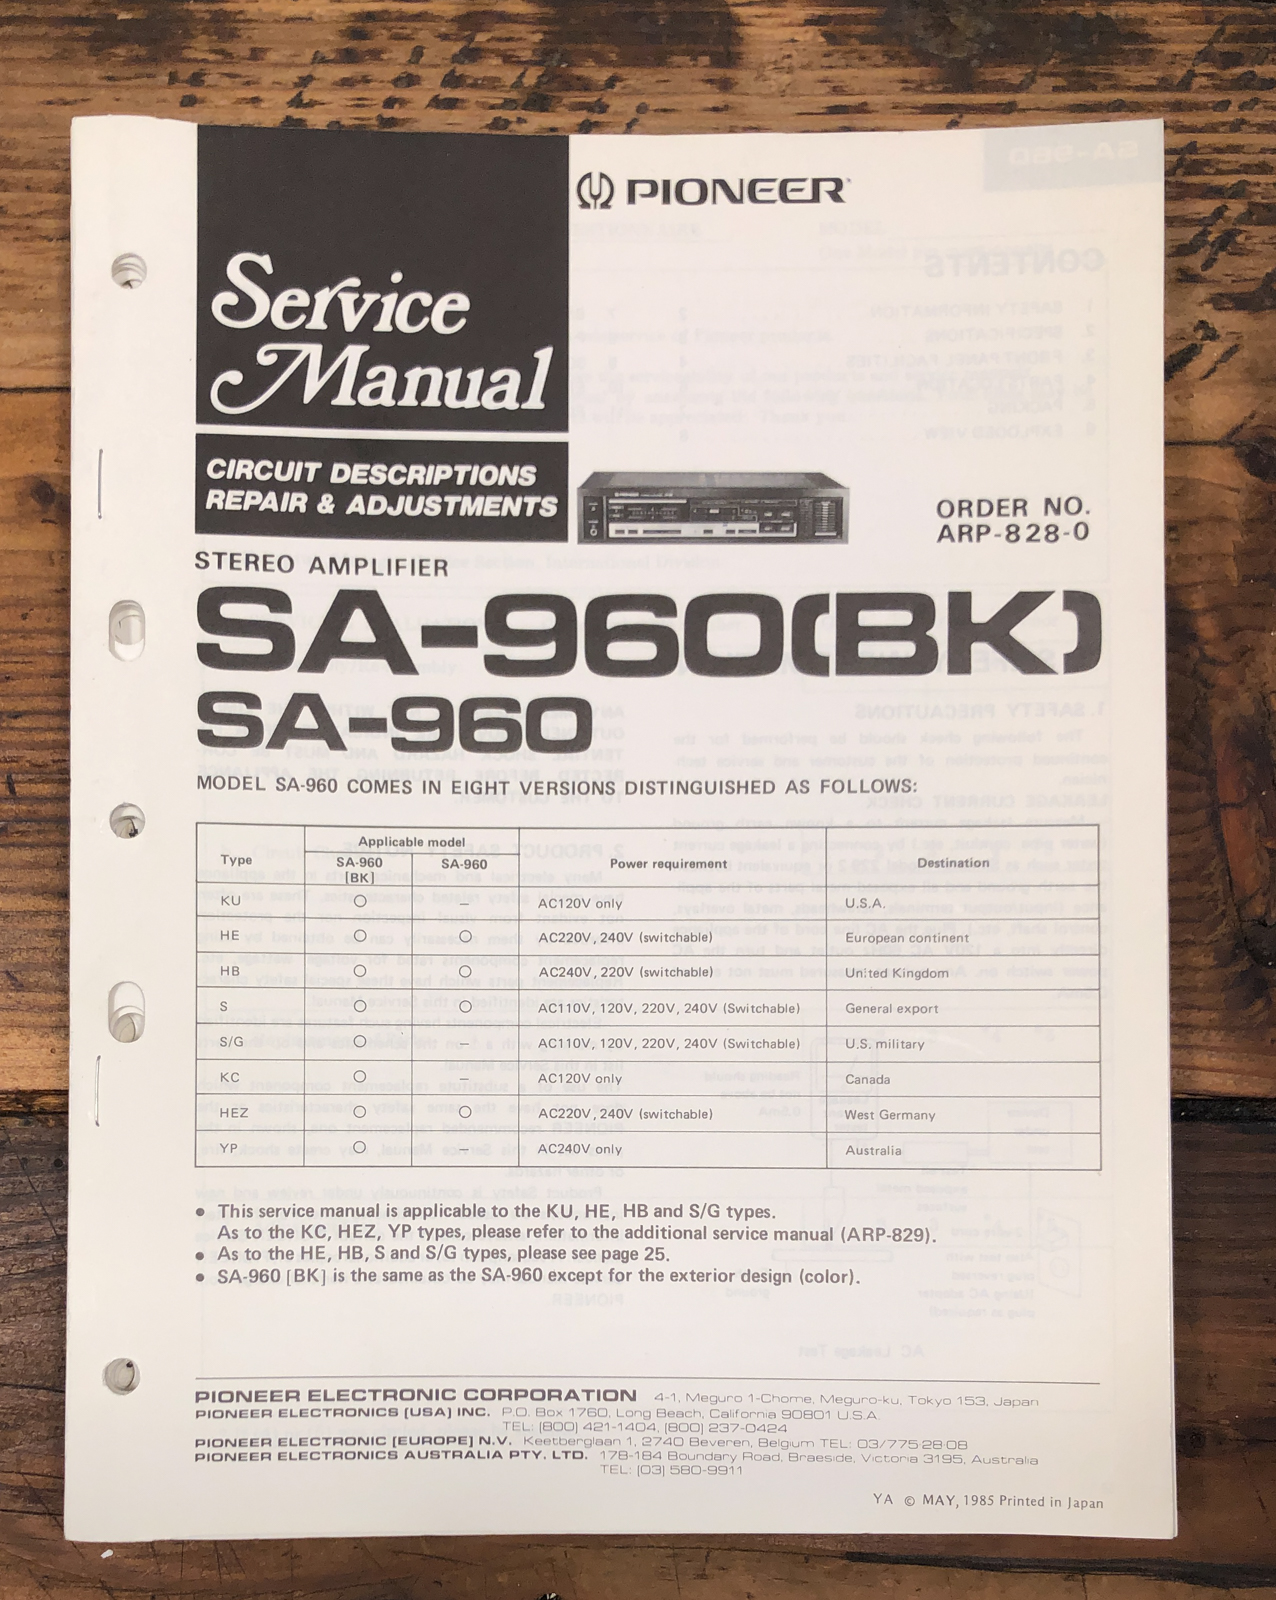 PIONEER
Service
Manual
CIRCUIT DESCRIPTIONS
REPAIR & ADJUSTMENTS
ORDER NO.
ARP-828-0
STEREO AMPLIFIER
SA-960(BK)
SA-960
MODEL SA-960 COMES IN EIGHT VERSIONS DISTINGUISHED AS FOLLOWS:
Type Applicable model Power requirement Destination
SA-960 [BK] SA-960
KU ○ AC120V only U.S.A.
HE ○ ○ AC220V, 240V (switchable) European continent
HB ○ ○ AC240V, 220V (switchable) United Kingdom
S ○ ○ AC110V, 120V, 220V, 240V (Switchable) General export
S/G ○ – AC110V, 120V, 220V, 240V (Switchable) U.S. military
KC ○ – AC120V only Canada
HEZ ○ ○ AC220V, 240V (switchable) West Germany
YP ○ – AC240V only Australia
● This service manual is applicable to the KU, HE, HB and S/G types.
As to the KC, HEZ, YP types, please refer to the additional service manual (ARP-829).
● As to the HE, HB, S and S/G types, please see page 25.
● SA-960 [BK] is the same as the SA-960 except for the exterior design (color).
PIONEER ELECTRONIC CORPORATION 4-1, Meguro 1-Chome, Meguro-ku, Tokyo 153, Japan
PIONEER ELECTRONICS (USA) INC. P.O. Box 1760, Long Beach, California 90801 U.S.A.
TEL: (800) 421-1404, (800) 237-0424
PIONEER ELECTRONIC [EUROPE] N.V. Keetberglaan 1, 2740 Beveren, Belgium TEL: 03/775·28·08
PIONEER ELECTRONICS AUSTRALIA PTY. LTD. 178-184 Boundary Road, Braeside, Victoria 3195, Australia
TEL: (03) 580-9911
YA © MAY, 1985 Printed in Japan